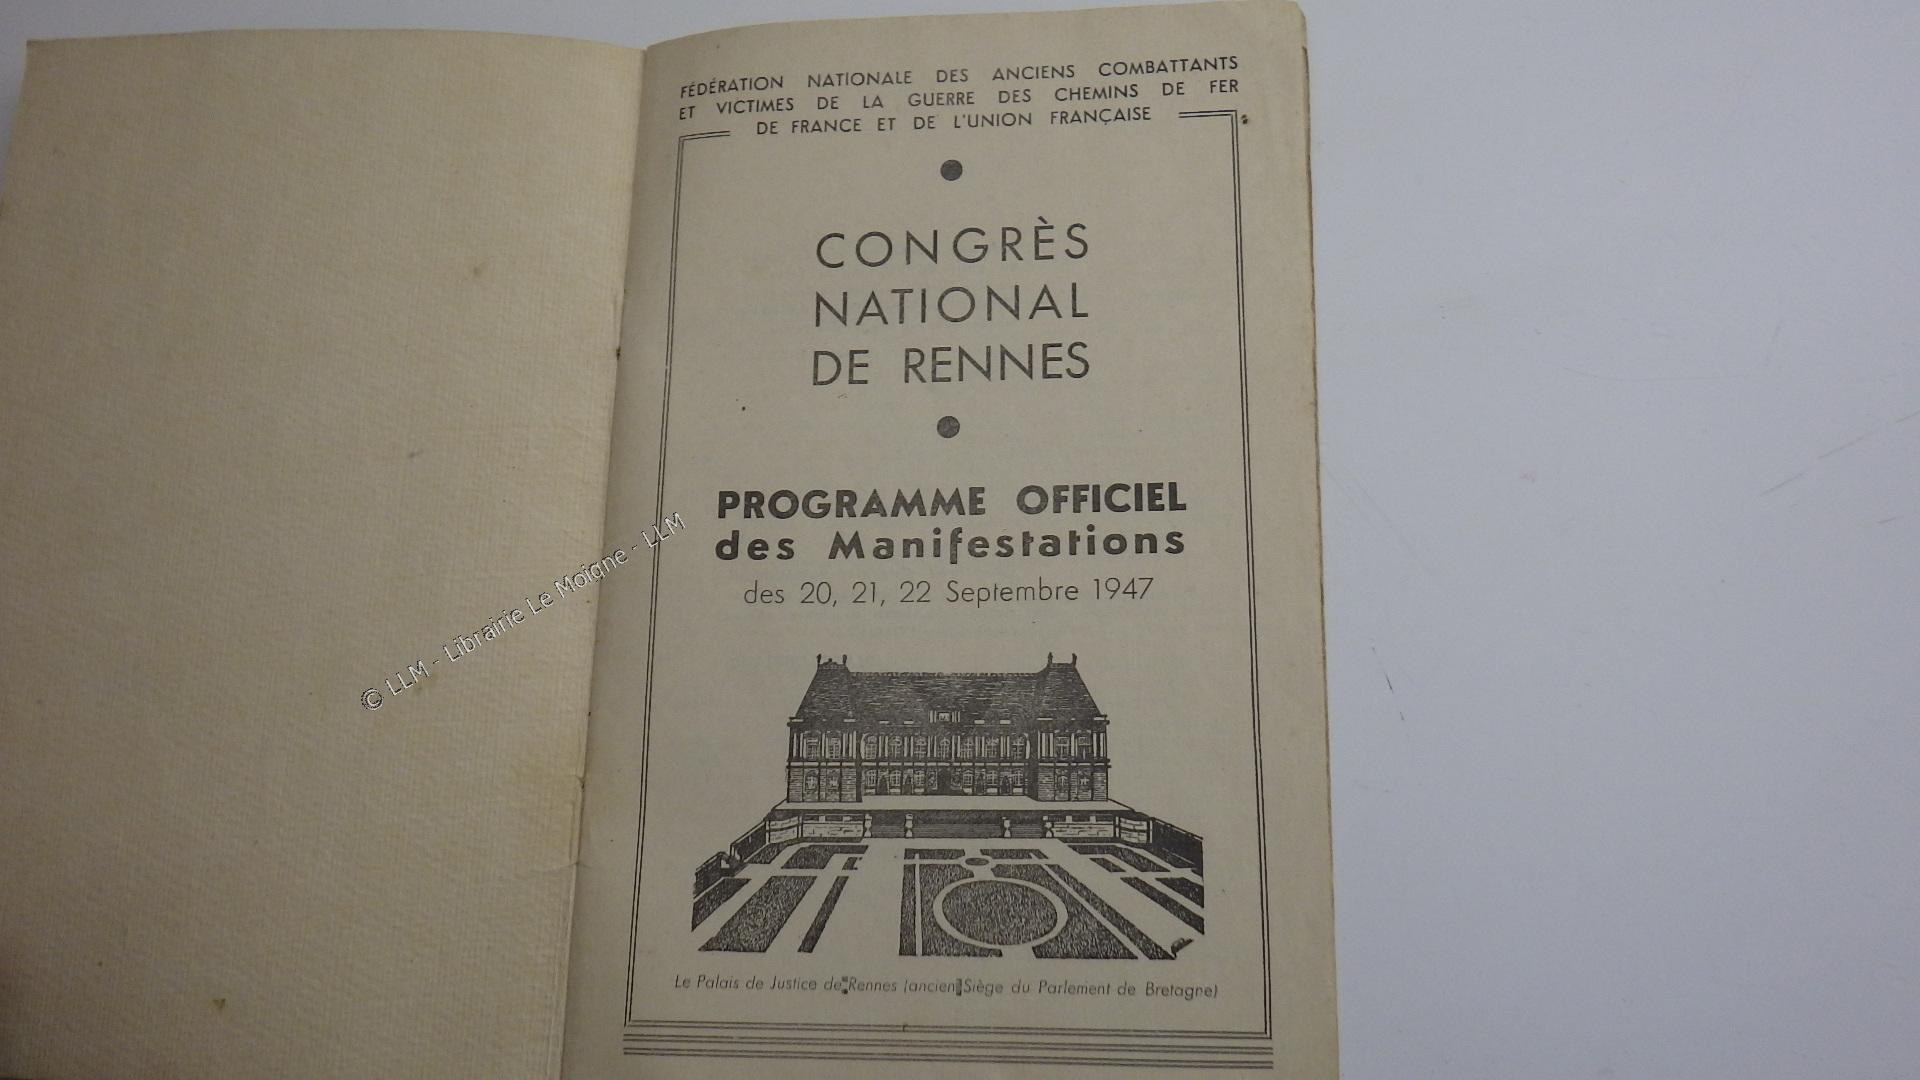 FÉDÉRATION NATIONALE DES ANCIENS COMBATTANTS
ET VICTIMES DE LA GUERRE DES CHEMINS DE FER
DE FRANCE ET DE L'UNION FRANÇAISE
CONGRÈS
NATIONAL
DE RENNES
PROGRAMME OFFICIEL
des Manifestations
des 20, 21, 22 Septembre 1947
Le Palais de Justice de Rennes (ancien Siège du Parlement de Bretagne)
© LLM - Librairie Le Moigne - LLM